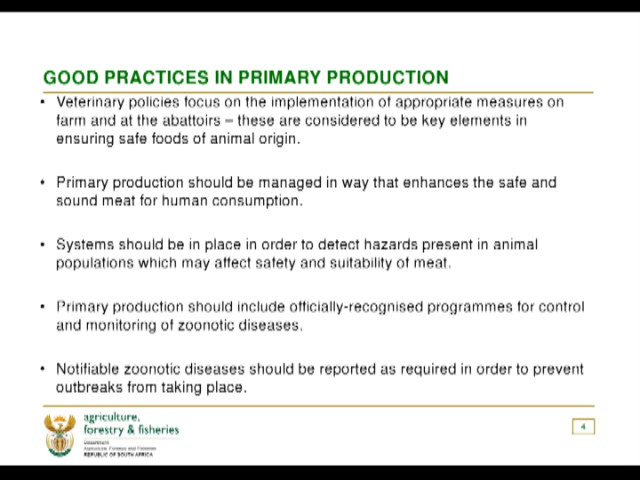 GOOD PRACTICES IN PRIMARY PRODUCTION
• Veterinary policies focus on the implementation of appropriate measures on
farm and at the abattoirs – these are considered to be key elements in
ensuring safe foods of animal origin.
• Primary production should be managed in way that enhances the safe and
sound meat for human consumption.
• Systems should be in place in order to detect hazards present in animal
populations which may affect safety and suitability of meat.
• Primary production should include officially-recognised programmes for control
and monitoring of zoonotic diseases.
• Notifiable zoonotic diseases should be reported as required in order to prevent
outbreaks from taking place.
agriculture,
forestry & fisheries
Department:
Agriculture, Forestry and Fisheries
REPUBLIC OF SOUTH AFRICA
4